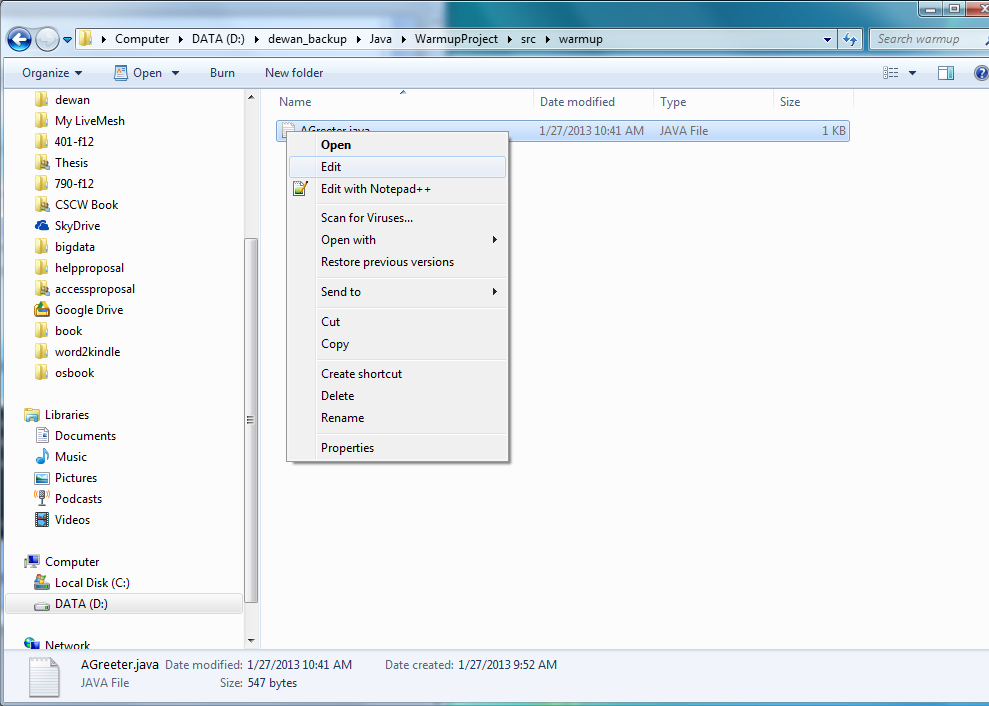 Computer DATA (D:) dewan_backup Java WarmupProject src warmup Search warmup
Organize Open Burn New folder
Name Date modified Type Size
AGreeter.java 1/27/2013 10:41 AM JAVA File 1 KB
Open
Edit
Edit with Notepad++
Scan for Viruses...
Open with
Restore previous versions
Send to
Cut
Copy
Create shortcut
Delete
Rename
Properties
dewan
My LiveMesh
401-f12
Thesis
790-f12
CSCW Book
SkyDrive
bigdata
helpproposal
accessproposal
Google Drive
book
word2kindle
osbook
Libraries
Documents
Music
Pictures
Podcasts
Videos
Computer
Local Disk (C:)
DATA (D:)
Network
AGreeter.java Date modified: 1/27/2013 10:41 AM Date created: 1/27/2013 9:52 AM
JAVA File Size: 547 bytes